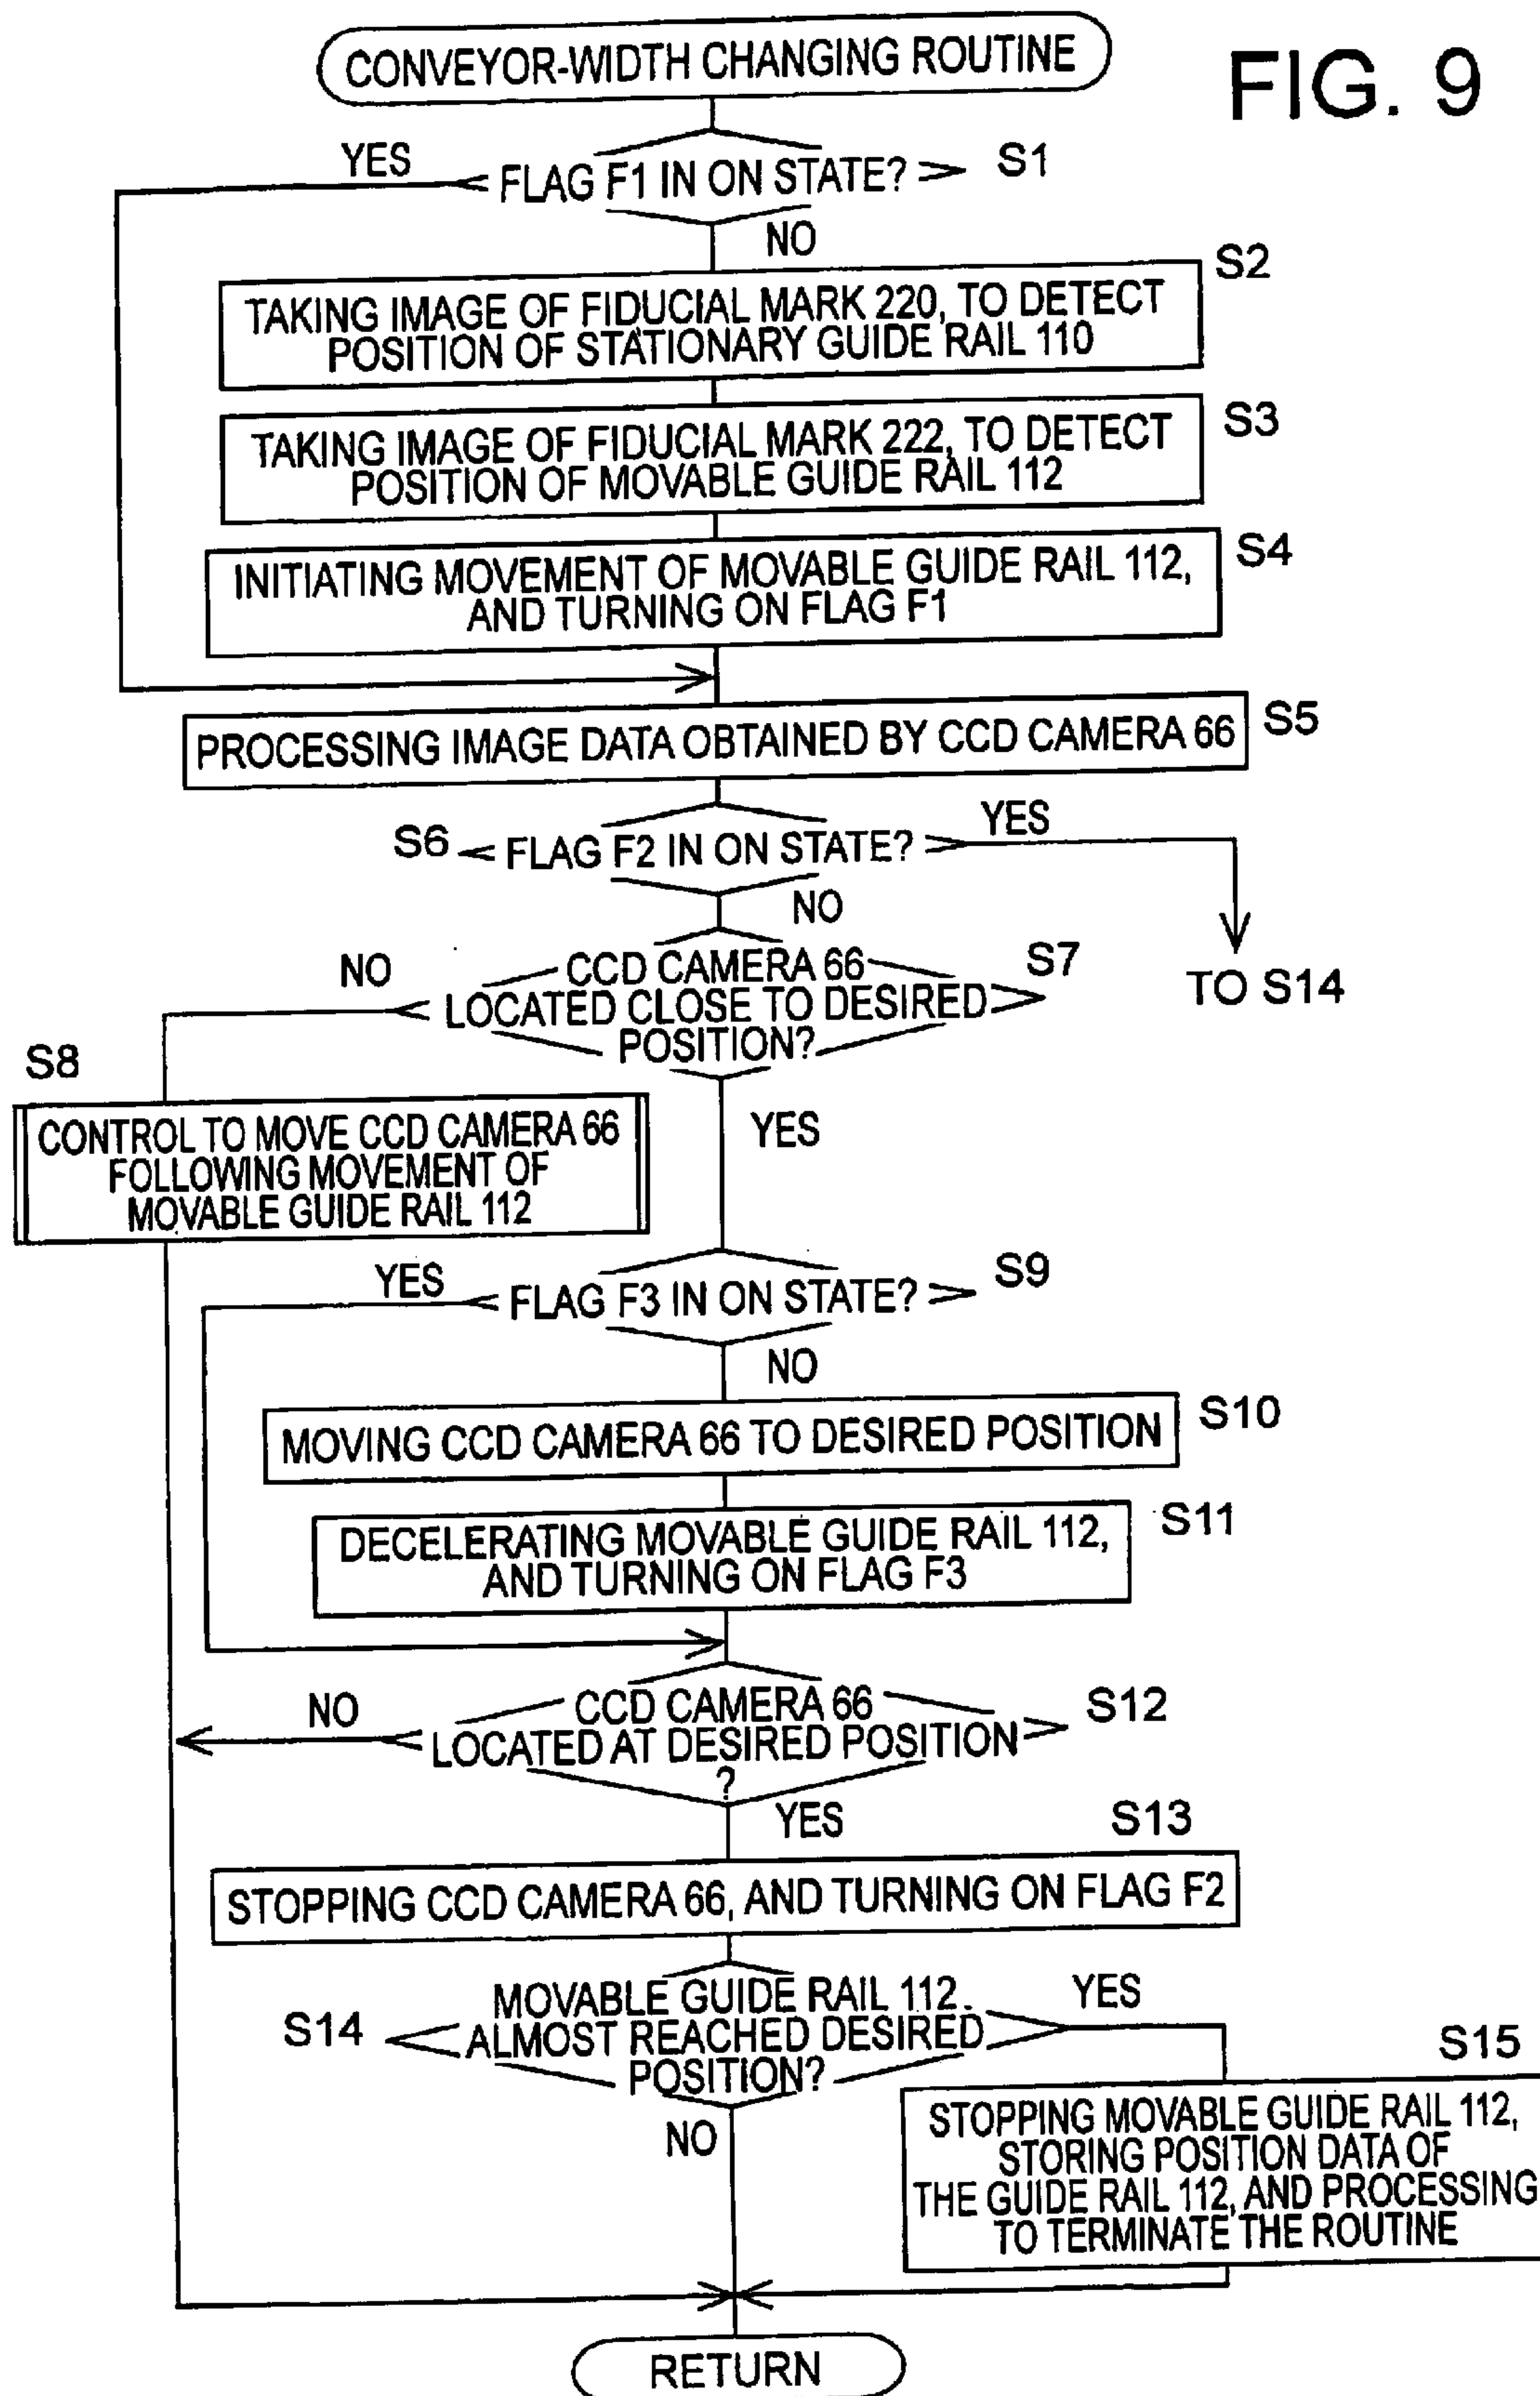 CONVEYOR-WIDTH CHANGING ROUTINE
FIG. 9
YES
FLAG F1 IN ON STATE?
S1
NO
S2
TAKING IMAGE OF FIDUCIAL MARK 220, TO DETECT
POSITION OF STATIONARY GUIDE RAIL 110
S3
TAKING IMAGE OF FIDUCIAL MARK 222, TO DETECT
POSITION OF MOVABLE GUIDE RAIL 112
S4
INITIATING MOVEMENT OF MOVABLE GUIDE RAIL 112,
AND TURNING ON FLAG F1
PROCESSING IMAGE DATA OBTAINED BY CCD CAMERA 66
S5
S6
FLAG F2 IN ON STATE?
YES
NO
TO S14
NO
CCD CAMERA 66
LOCATED CLOSE TO DESIRED
POSITION?
S7
S8
CONTROL TO MOVE CCD CAMERA 66
FOLLOWING MOVEMENT OF
MOVABLE GUIDE RAIL 112
YES
YES
FLAG F3 IN ON STATE?
S9
NO
MOVING CCD CAMERA 66 TO DESIRED POSITION
S10
DECELERATING MOVABLE GUIDE RAIL 112,
AND TURNING ON FLAG F3
S11
NO
CCD CAMERA 66
LOCATED AT DESIRED POSITION
?
S12
YES
S13
STOPPING CCD CAMERA 66, AND TURNING ON FLAG F2
S14
MOVABLE GUIDE RAIL 112
ALMOST REACHED DESIRED
POSITION?
YES
NO
S15
STOPPING MOVABLE GUIDE RAIL 112,
STORING POSITION DATA OF
THE GUIDE RAIL 112, AND PROCESSING
TO TERMINATE THE ROUTINE
RETURN